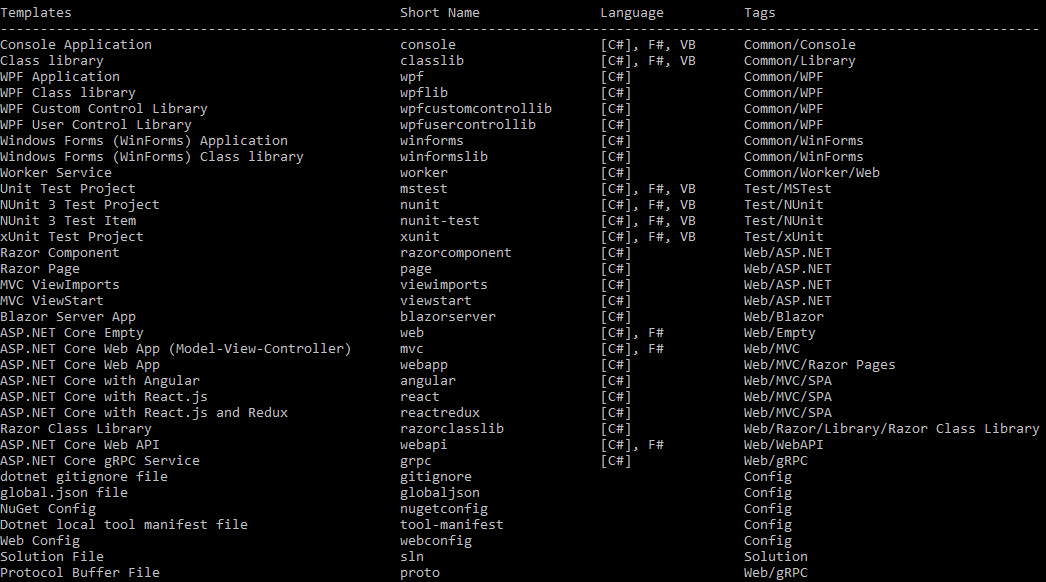 Templates                                         Short Name               Language          Tags
----------------------------------------------------------------------------------------------------------------------------------
Console Application                               console                  [C#], F#, VB      Common/Console
Class library                                     classlib                 [C#], F#, VB      Common/Library
WPF Application                                   wpf                      [C#]              Common/WPF
WPF Class library                                 wpflib                   [C#]              Common/WPF
WPF Custom Control Library                        wpfcustomcontrollib      [C#]              Common/WPF
WPF User Control Library                          wpfusercontrollib        [C#]              Common/WPF
Windows Forms (WinForms) Application              winforms                 [C#]              Common/WinForms
Windows Forms (WinForms) Class library            winformslib              [C#]              Common/WinForms
Worker Service                                    worker                   [C#]              Common/Worker/Web
Unit Test Project                                 mstest                   [C#], F#, VB      Test/MSTest
NUnit 3 Test Project                              nunit                    [C#], F#, VB      Test/NUnit
NUnit 3 Test Item                                 nunit-test               [C#], F#, VB      Test/NUnit
xUnit Test Project                                xunit                    [C#], F#, VB      Test/xUnit
Razor Component                                   razorcomponent           [C#]              Web/ASP.NET
Razor Page                                        page                     [C#]              Web/ASP.NET
MVC ViewImports                                   viewimports              [C#]              Web/ASP.NET
MVC ViewStart                                     viewstart                [C#]              Web/ASP.NET
Blazor Server App                                 blazorserver             [C#]              Web/Blazor
ASP.NET Core Empty                                web                      [C#], F#          Web/Empty
ASP.NET Core Web App (Model-View-Controller)      mvc                      [C#], F#          Web/MVC
ASP.NET Core Web App                              webapp                   [C#]              Web/MVC/Razor Pages
ASP.NET Core with Angular                         angular                  [C#]              Web/MVC/SPA
ASP.NET Core with React.js                        react                    [C#]              Web/MVC/SPA
ASP.NET Core with React.js and Redux              reactredux               [C#]              Web/MVC/SPA
Razor Class Library                               razorclasslib            [C#]              Web/Razor/Library/Razor Class Library
ASP.NET Core Web API                              webapi                   [C#], F#          Web/WebAPI
ASP.NET Core gRPC Service                         grpc                     [C#]              Web/gRPC
dotnet gitignore file                             gitignore                                  Config
global.json file                                  globaljson                                 Config
NuGet Config                                      nugetconfig                                Config
Dotnet local tool manifest file                   tool-manifest                              Config
Web Config                                        webconfig                                  Config
Solution File                                     sln                                        Solution
Protocol Buffer File                              proto                                      Web/gRPC